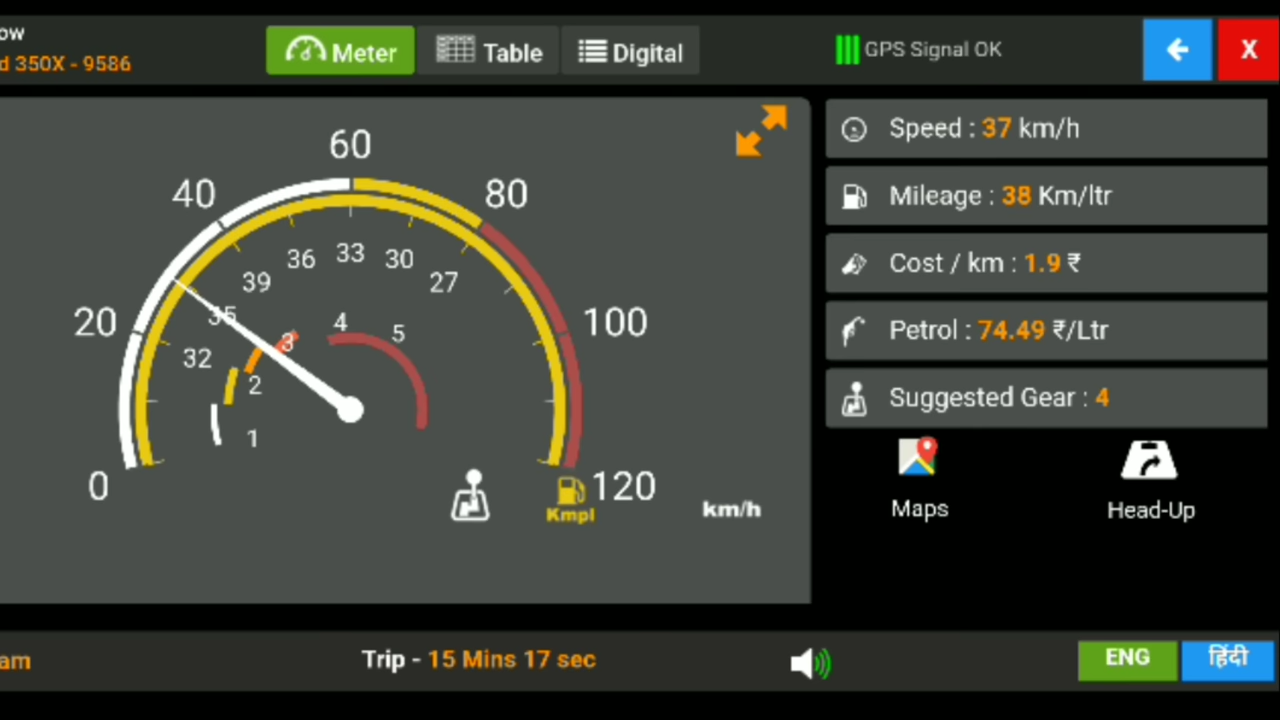 ow
d 350X - 9586
Meter
Table
Digital
GPS Signal OK
X
60
40
80
20
100
0
120
36
33
30
39
27
35
32
4
5
3
2
1
Kmpl
km/h
Speed : 37 km/h
Mileage : 38 Km/ltr
Cost / km : 1.9 ₹
Petrol : 74.49 ₹/Ltr
Suggested Gear : 4
Maps
Head-Up
am
Trip - 15 Mins 17 sec
ENG
हिंदी